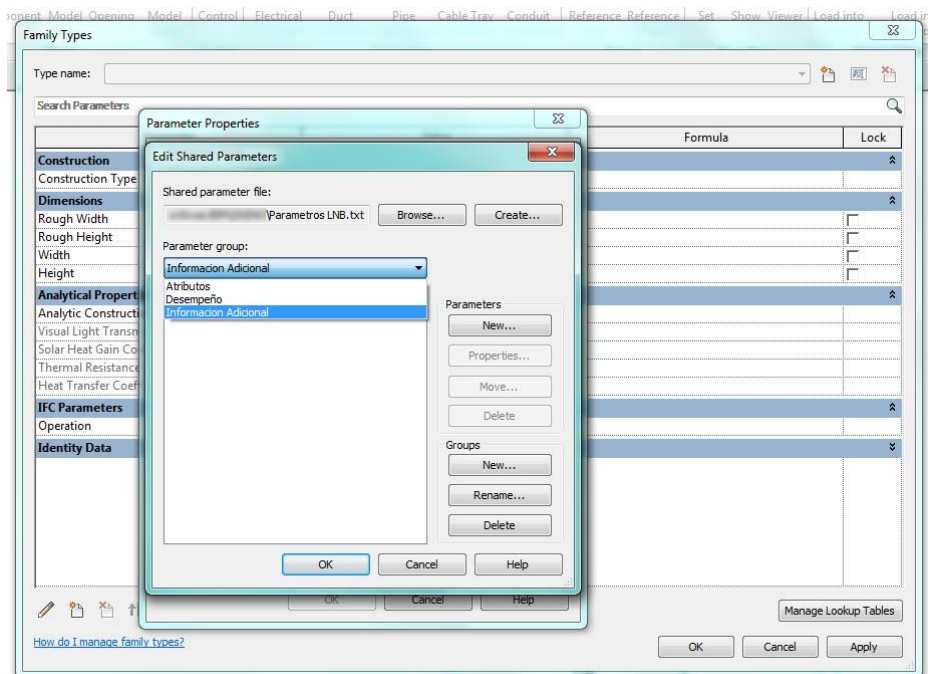 ponent Model Opening Model Control Electrical Duct Pipe Cable Tray Conduit Reference Reference Set Show Viewer Load into Load in
Family Types
Type name:
Search Parameters
Formula Lock
Construction
Construction Type
Dimensions
Rough Width
Rough Height
Width
Height
Analytical Propert
Analytic Constructi
Visual Light Transn
Solar Heat Gain Co
Thermal Resistance
Heat Transfer Coef
IFC Parameters
Operation
Identity Data
Parameter Properties
Edit Shared Parameters
Shared parameter file:
\Parametros LNB.txt Browse... Create...
Parameter group:
Informacion Adicional
Atributos
Desempeño
Informacion Adicional
Parameters
New...
Properties...
Move...
Delete
Groups
New...
Rename...
Delete
OK Cancel Help
OK Cancel Help
Manage Lookup Tables
How do I manage family types?
OK Cancel Apply